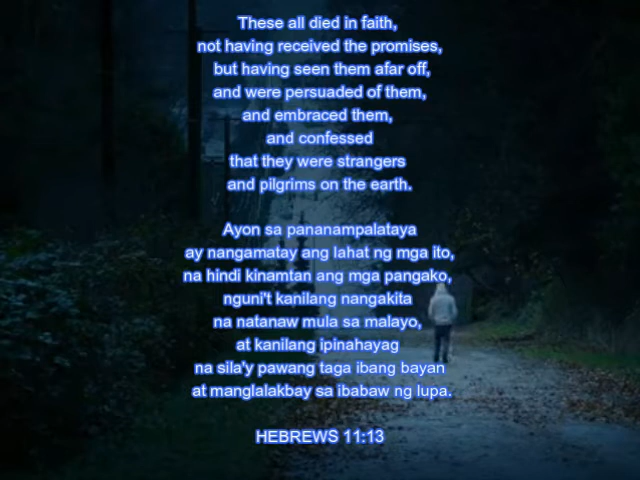 These all died in faith,
not having received the promises,
but having seen them afar off,
and were persuaded of them,
and embraced them,
and confessed
that they were strangers
and pilgrims on the earth.
Ayon sa pananampalataya
ay nangamatay ang lahat ng mga ito,
na hindi kinamtan ang mga pangako,
nguni't kanilang nangakita
na natanaw mula sa malayo,
at kanilang ipinahayag
na sila'y pawang taga ibang bayan
at manglalakbay sa ibabaw ng lupa.
HEBREWS 11:13